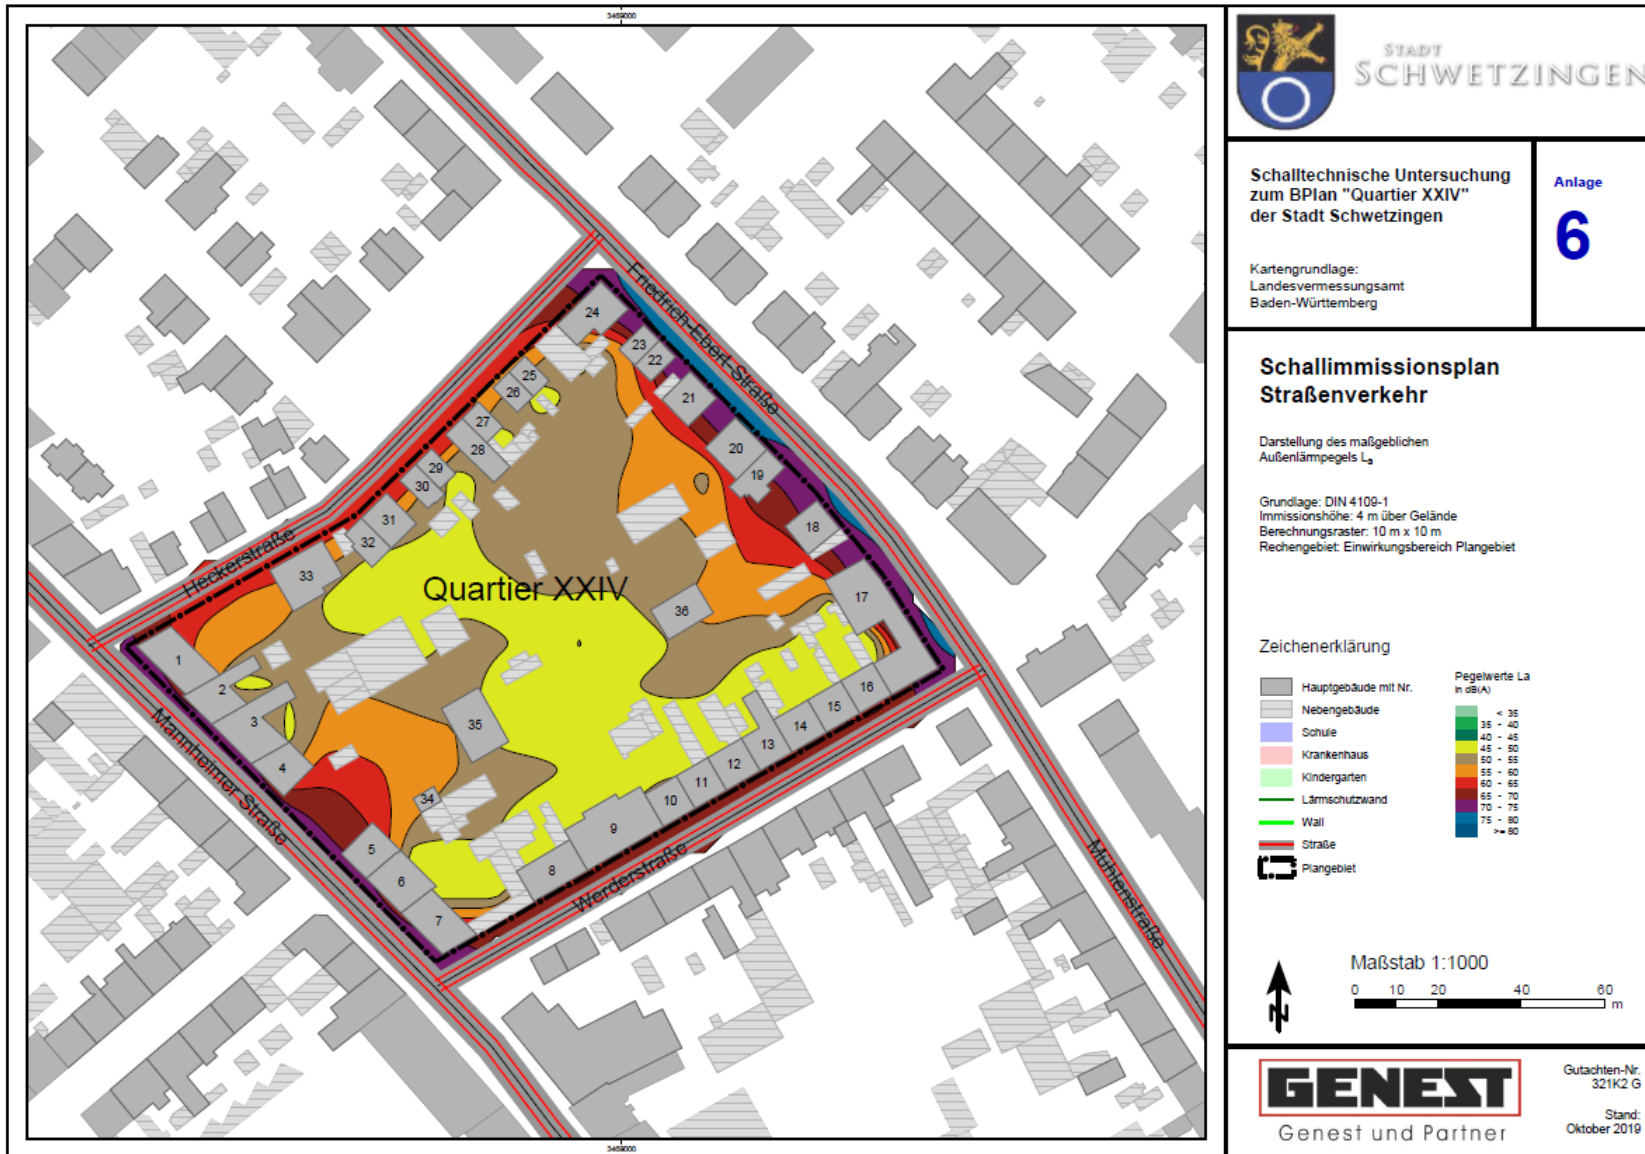 3469000
STADT
SCHWETZINGEN
Schalltechnische Untersuchung
zum BPlan "Quartier XXIV"
der Stadt Schwetzingen
Kartengrundlage:
Landesvermessungsamt
Baden-Württemberg
Anlage
6
Schallimmissionsplan
Straßenverkehr
Darstellung des maßgeblichen
Außenlärmpegels La
Grundlage: DIN 4109-1
Immissionshöhe: 4 m über Gelände
Berechnungsraster: 10 m x 10 m
Rechengebiet: Einwirkungsbereich Plangebiet
Zeichenerklärung
Hauptgebäude mit Nr.
Nebengebäude
Schule
Krankenhaus
Kindergarten
Lärmschutzwand
Wall
Straße
Plangebiet
Pegelwerte La
in dB(A)
< 35
35 - 40
40 - 45
45 - 50
50 - 55
55 - 60
60 - 65
65 - 70
70 - 75
75 - 80
>= 80
Maßstab 1:1000
0 10 20 40 60
m
N
GENEST
Genest und Partner
Gutachten-Nr.
321K2 G
Stand:
Oktober 2019
Friedrich-Ebert-Straße
Heckerstraße
Quartier XXIV
Mannheimer Straße
Werderstraße
Mühlenstraße
24
23
22
25
26
21
27
28
20
19
29
30
31
18
32
33
17
36
1
2
3
16
35
15
14
4
13
12
11
34
10
9
5
8
6
7
3469000